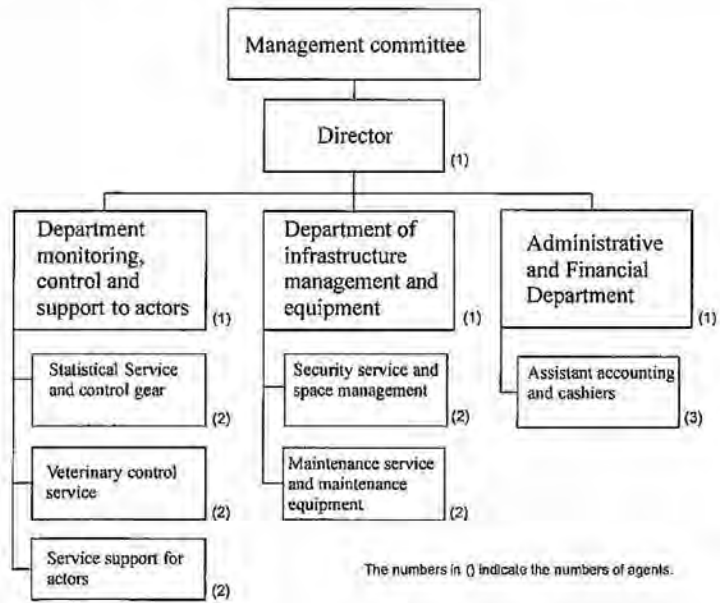 Management committee
Director
(1)
Department
monitoring,
control and
support to actors
(1)
Statistical Service
and control gear
(2)
Veterinary control
service
(2)
Service support for
actors
(2)
Department of
infrastructure
management and
equipment
(1)
Security service and
space management
(2)
Maintenance service
and maintenance
equipment
(2)
Administrative
and Financial
Department
(1)
Assistant accounting
and cashiers
(3)
The numbers in () indicate the numbers of agents.